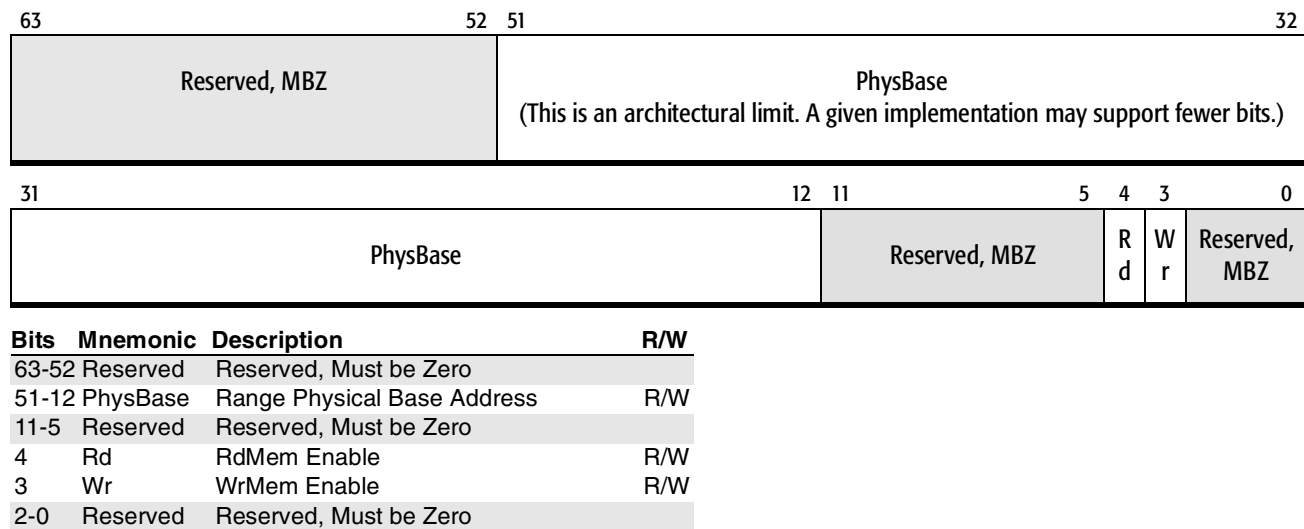 63 52 51 32
Reserved, MBZ PhysBase
(This is an architectural limit. A given implementation may support fewer bits.)
31 12 11 5 4 3 0
PhysBase Reserved, MBZ Rd Wr Reserved, MBZ
Bits Mnemonic Description R/W
63-52 Reserved Reserved, Must be Zero
51-12 PhysBase Range Physical Base Address R/W
11-5 Reserved Reserved, Must be Zero
4 Rd RdMem Enable R/W
3 Wr WrMem Enable R/W
2-0 Reserved Reserved, Must be Zero